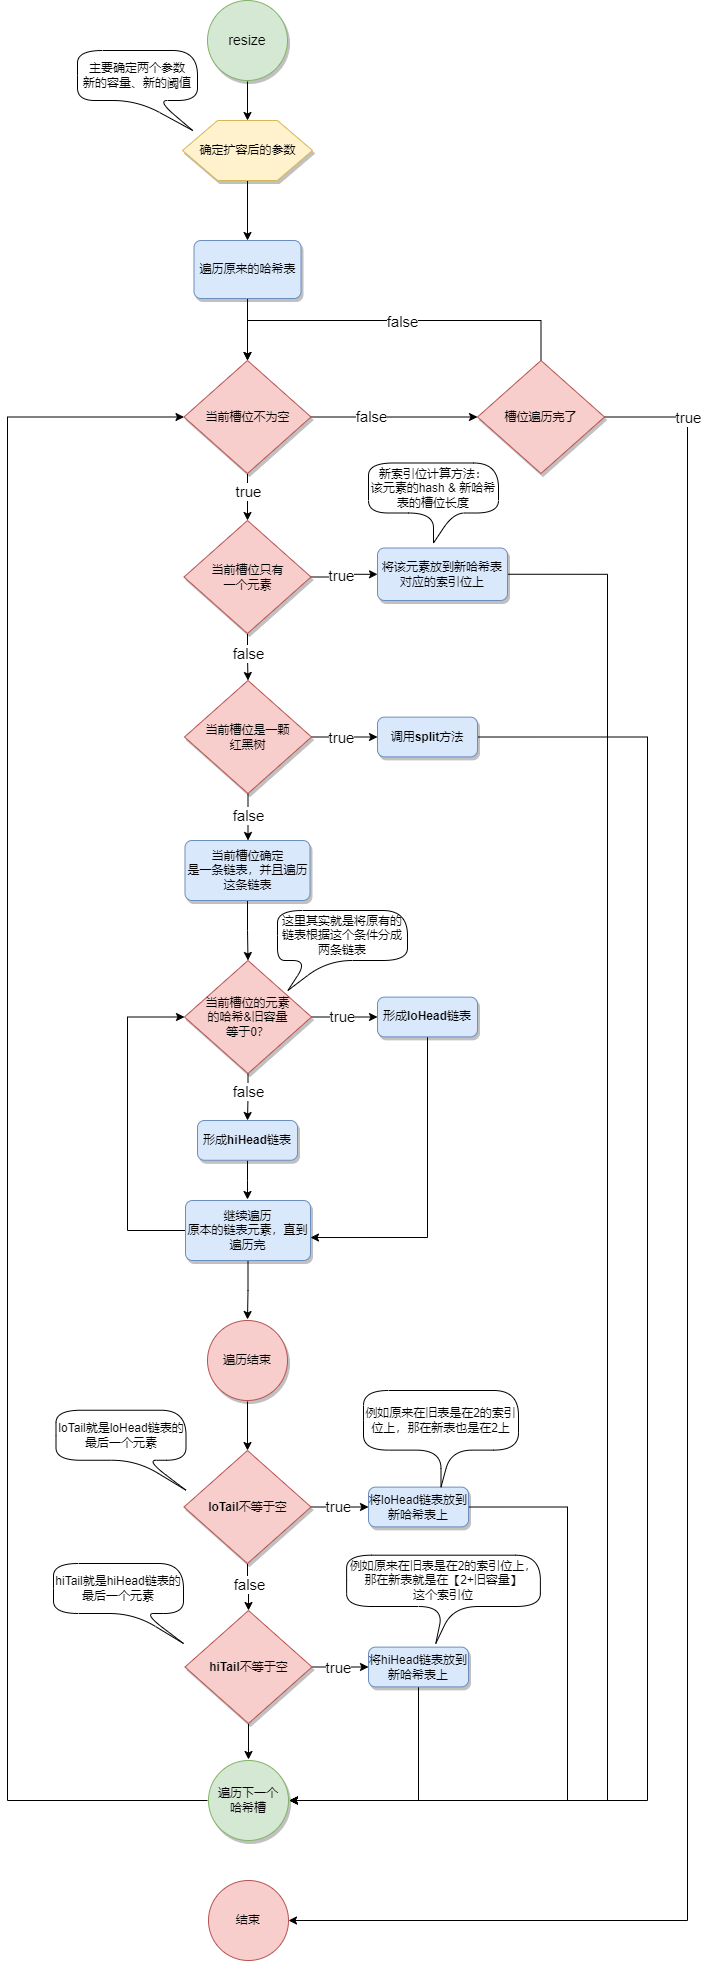 resize
主要确定两个参数
新的容量、新的阈值
确定扩容后的参数
遍历原来的哈希表
false
当前槽位不为空
false
槽位遍历完了
true
true
新索引位计算方法：
该元素的hash & 新哈希
表的槽位长度
当前槽位只有
一个元素
true
将该元素放到新哈希表
对应的索引位上
false
当前槽位是一颗
红黑树
true
调用split方法
false
当前槽位确定
是一条链表，并且遍历
这条链表
这里其实就是将原有的
链表根据这个条件分成
两条链表
当前槽位的元素
的哈希&旧容量
等于0?
true
形成loHead链表
false
形成hiHead链表
继续遍历
原本的链表元素，直到
遍历完
遍历结束
例如原来在旧表是在2的索引
位上，那在新表也是在2上
loTail就是loHead链表的
最后一个元素
loTail不等于空
true
将loHead链表放到
新哈希表上
false
例如原来在旧表是在2的索引位上，
那在新表就是在【2+旧容量】
这个索引位
hiTail就是hiHead链表的
最后一个元素
hiTail不等于空
true
将hiHead链表放到
新哈希表上
遍历下一个
哈希槽
结束